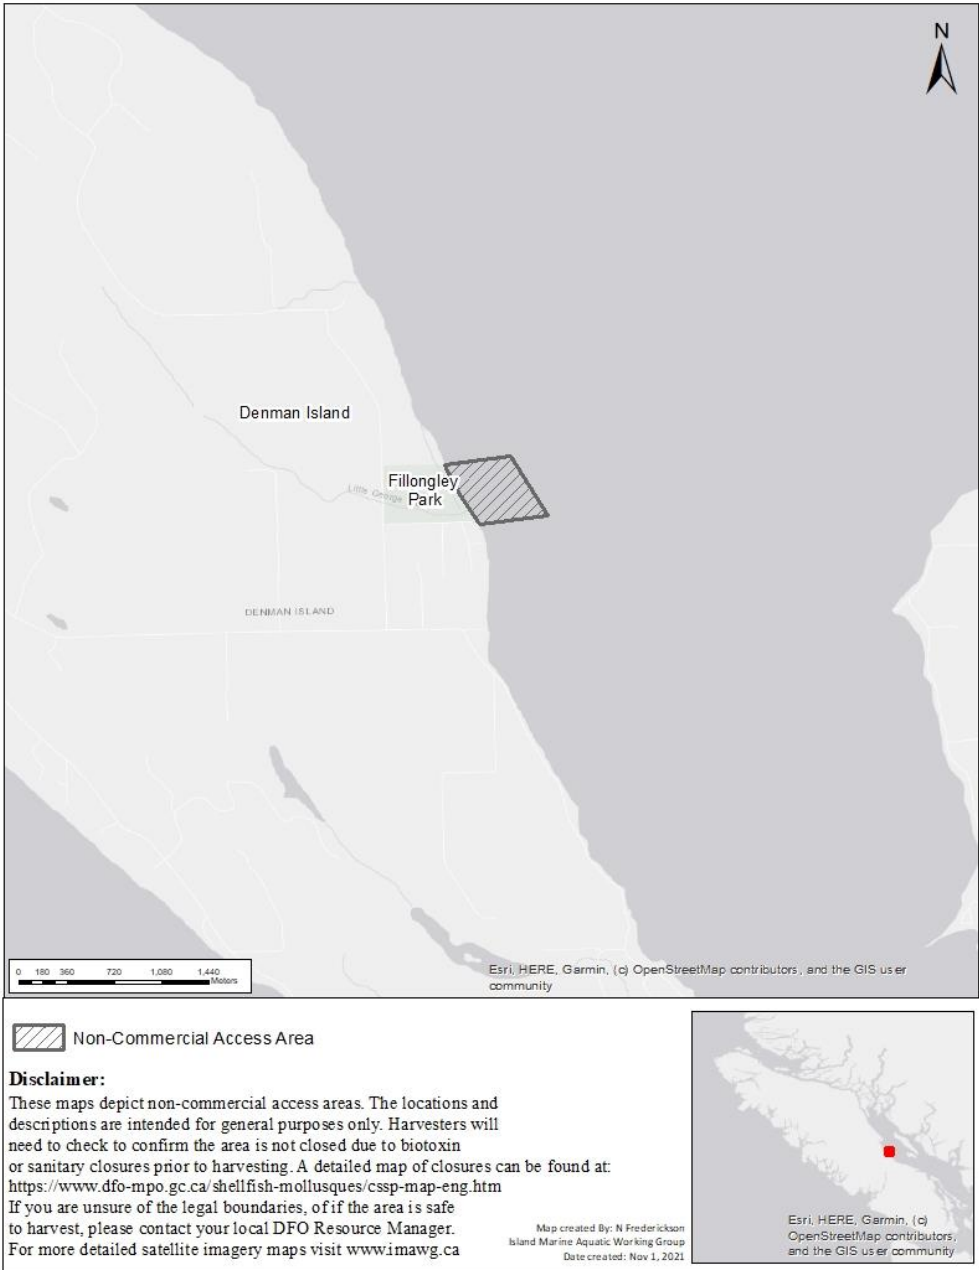 N
Denman Island
Fillongley
Park
Little George
DENMAN ISLAND
0 180 360 720 1,080 1,440
Meters
Esri, HERE, Garmin, (c) OpenStreetMap contributors, and the GIS user
community
Non-Commercial Access Area
Disclaimer:
These maps depict non-commercial access areas. The locations and
descriptions are intended for general purposes only. Harvesters will
need to check to confirm the area is not closed due to biotoxin
or sanitary closures prior to harvesting. A detailed map of closures can be found at:
https://www.dfo-mpo.gc.ca/shellfish-mollusques/cssp-map-eng.htm
If you are unsure of the legal boundaries, of if the area is safe
to harvest, please contact your local DFO Resource Manager.
For more detailed satellite imagery maps visit www.imawg.ca
Map created By: N Frederickson
Island Marine Aquatic Working Group
Date created: Nov 1, 2021
Esri, HERE, Garmin, (c)
OpenStreetMap contributors,
and the GIS user community